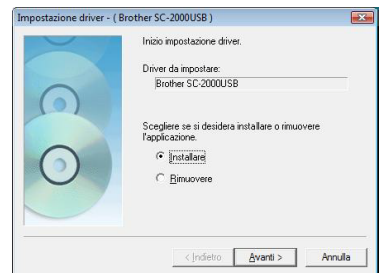 Impostazione driver - ( Brother SC-2000USB )
Inizio impostazione driver.
Driver da impostare:
Brother SC-2000USB
Scegliere se si desidera installare o rimuovere
l'applicazione.
Installare
Rimuovere
< Indietro
Avanti >
Annulla